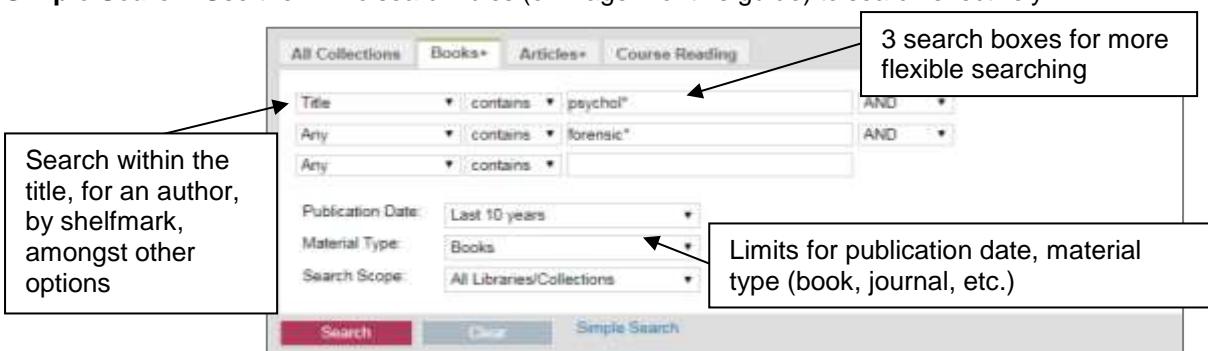 3 search boxes for more
flexible searching
All Collections Books+ Articles+ Course Reading
Title contains psychol* AND
Any contains forensic* AND
Any contains
Search within the
title, for an author,
by shelfmark,
amongst other
options
Publication Date: Last 10 years
Material Type: Books
Search Scope: All Libraries/Collections
Limits for publication date, material
type (book, journal, etc.)
Search Clear Simple Search